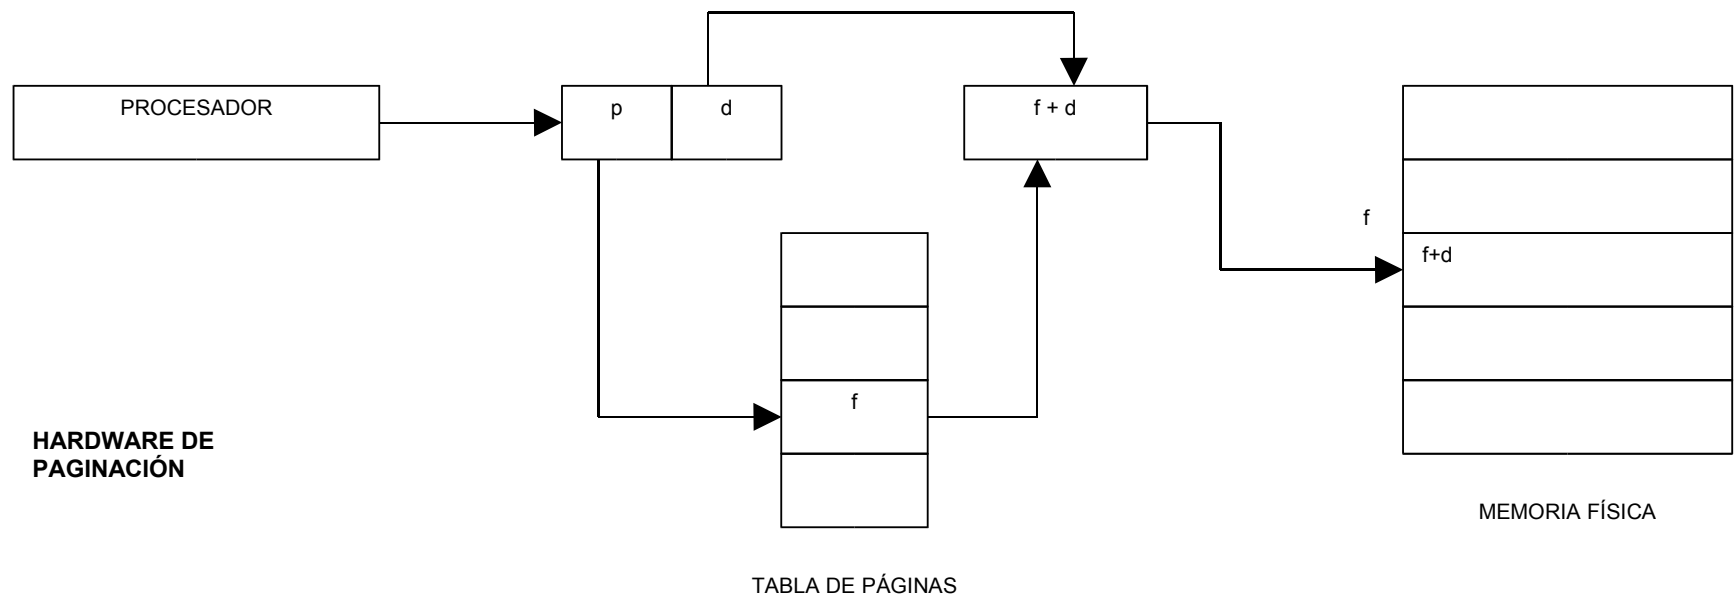 PROCESADOR
p
d
f + d
f
f+d
f
HARDWARE DE
PAGINACIÓN
MEMORIA FÍSICA
TABLA DE PÁGINAS